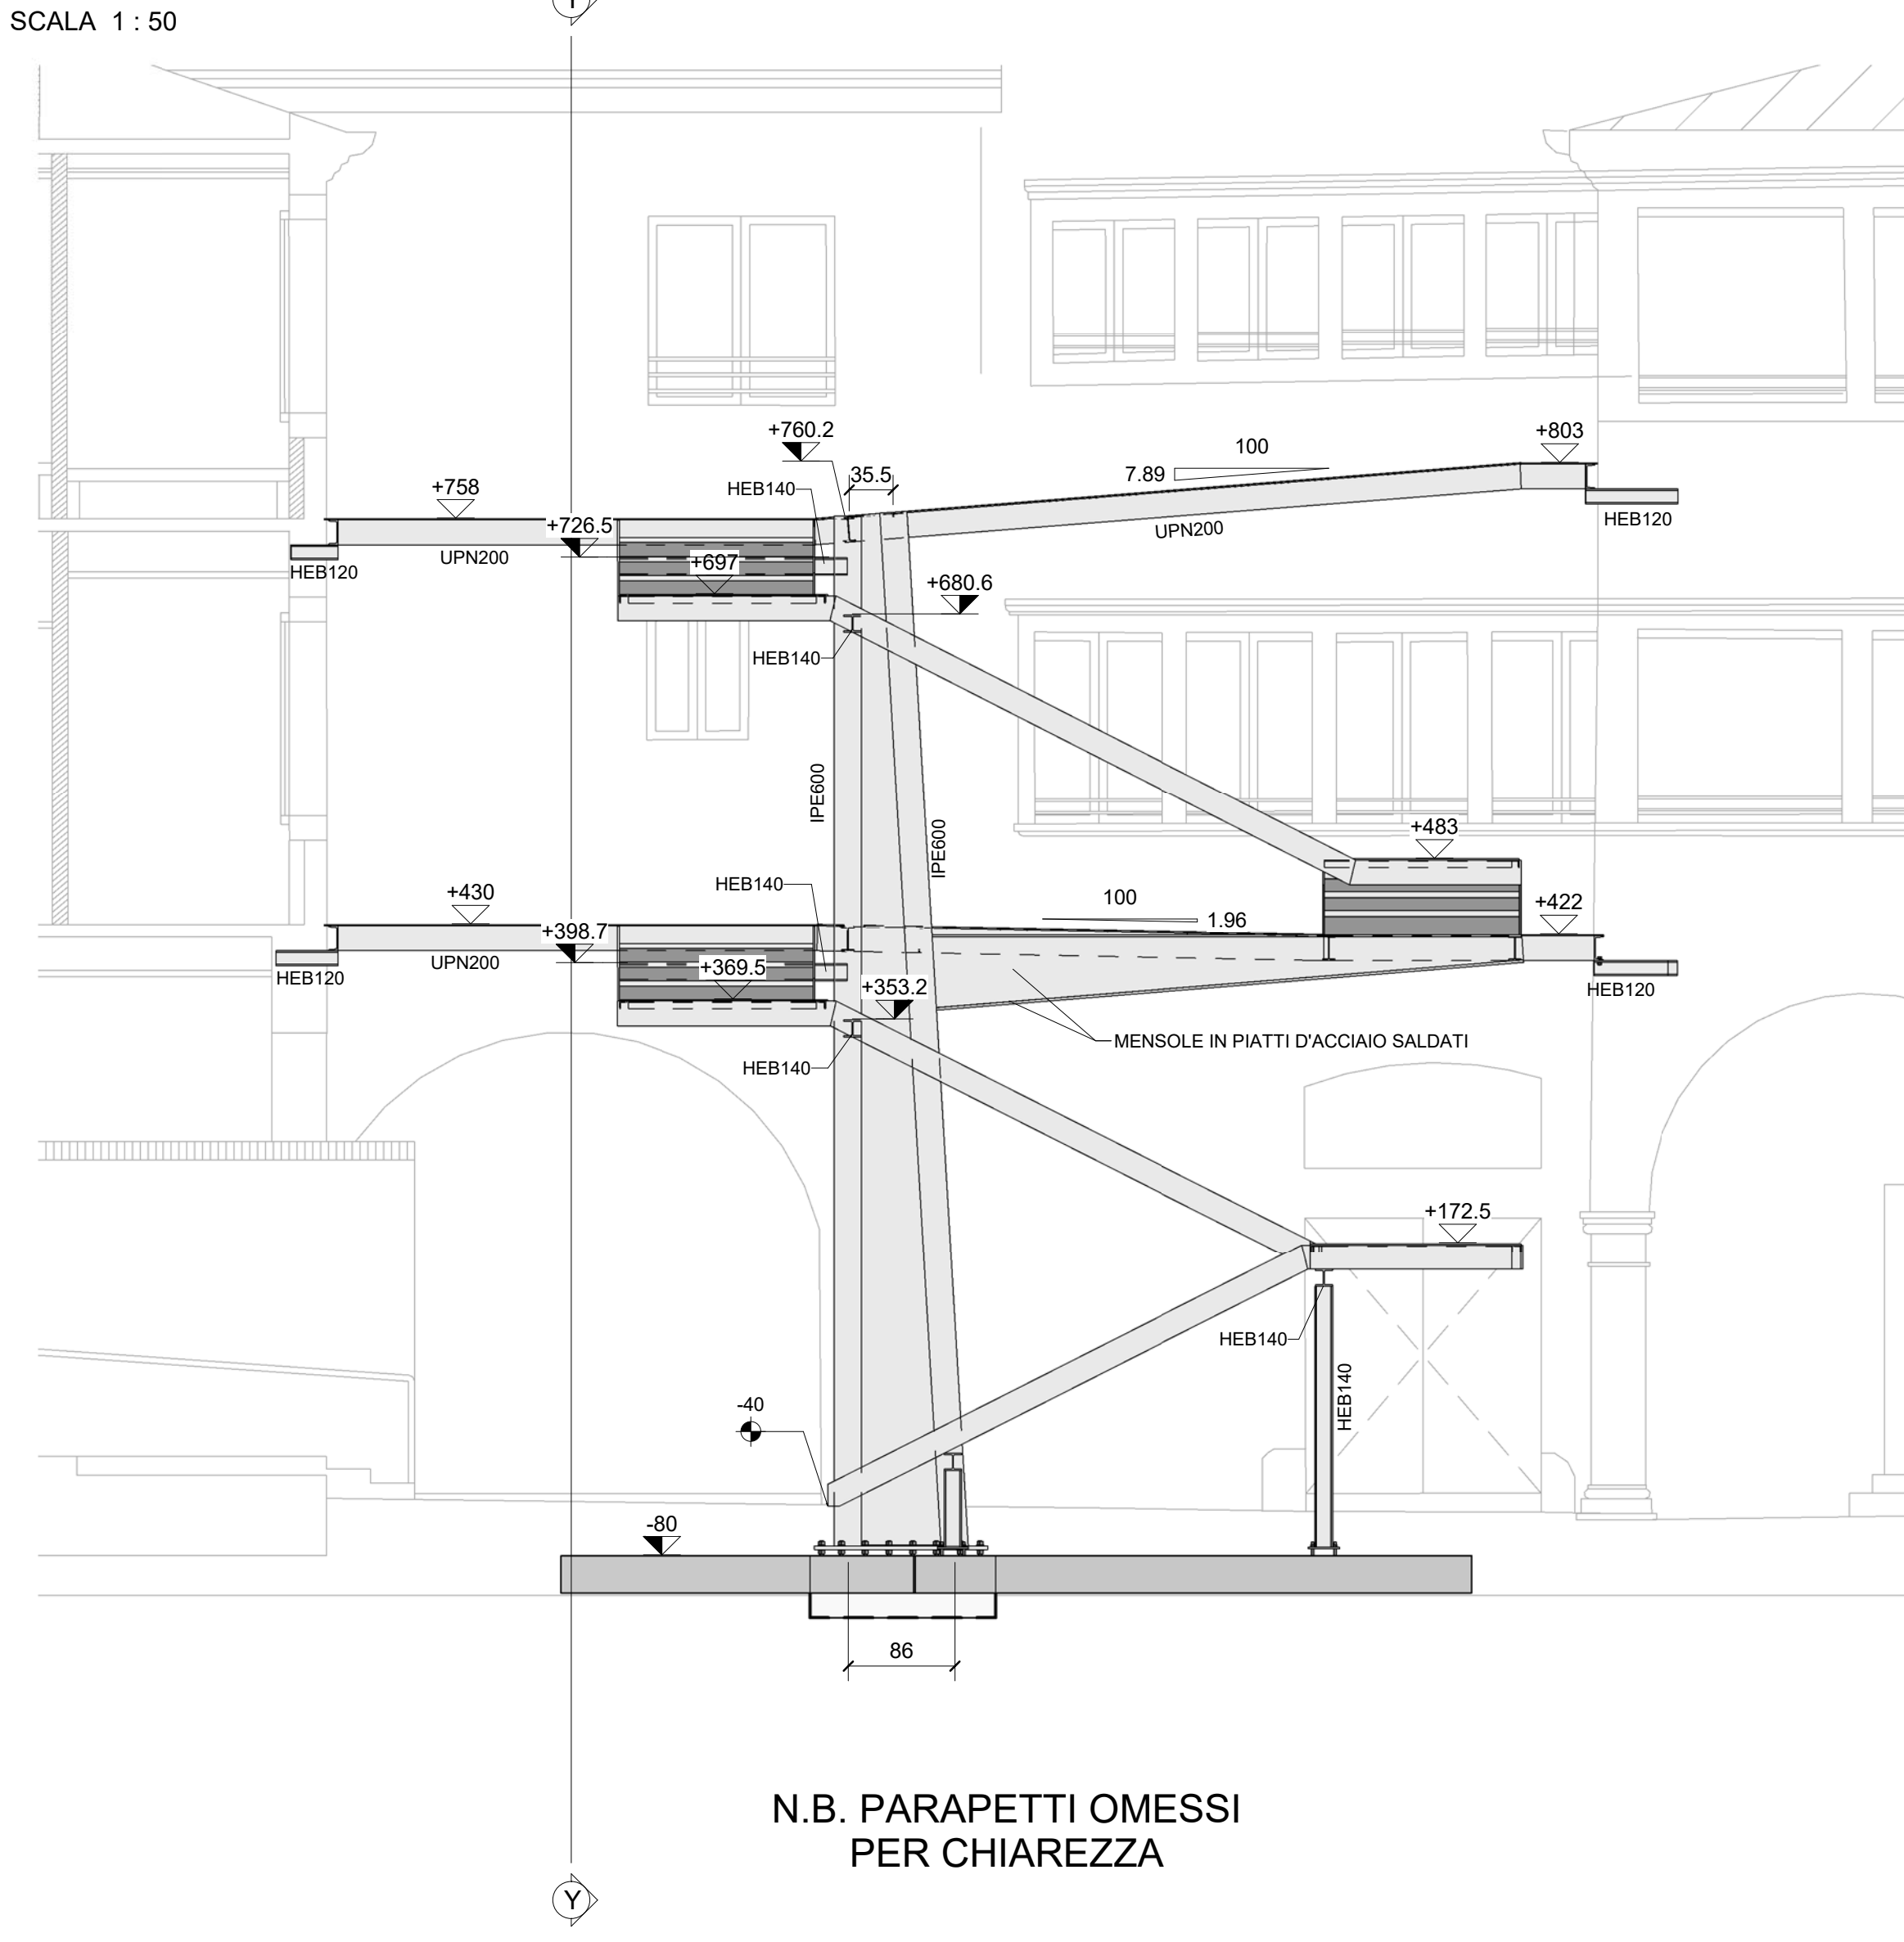 SCALA 1 : 50
+760.2
100
+803
7.89
35.5
+758
HEB140
+726.5
UPN200
HEB120
UPN200
HEB120
+697
+680.6
HEB140
IPE600
IPE600
+483
HEB140
+430
100
1.96
+422
+398.7
UPN200
HEB120
+369.5
+353.2
HEB120
MENSOLE IN PIATTI D'ACCIAIO SALDATI
HEB140
+172.5
HEB140
HEB140
-40
-80
86
N.B. PARAPETTI OMESSI
PER CHIAREZZA
Y